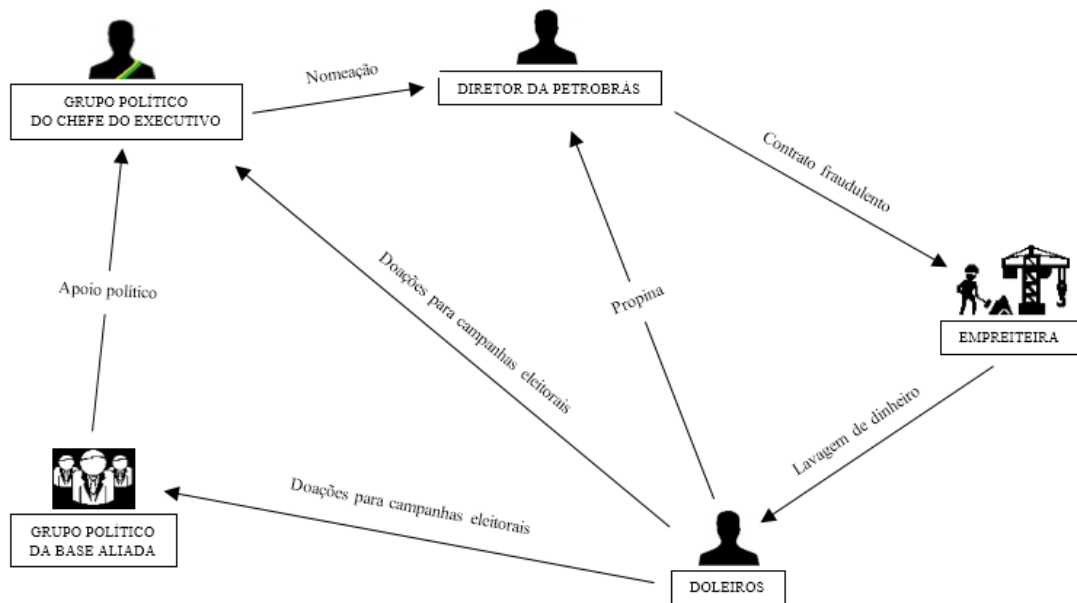 Nomeação
GRUPO POLÍTICO
DO CHEFE DO EXECUTIVO
DIRETOR DA PETROBRÁS
Contrato fraudulento
Apoio político
Doações para campanhas eleitorais
Propina
EMPREITEIRA
Lavagem de dinheiro
Doações para campanhas eleitorais
GRUPO POLÍTICO
DA BASE ALIADA
DOLEIROS